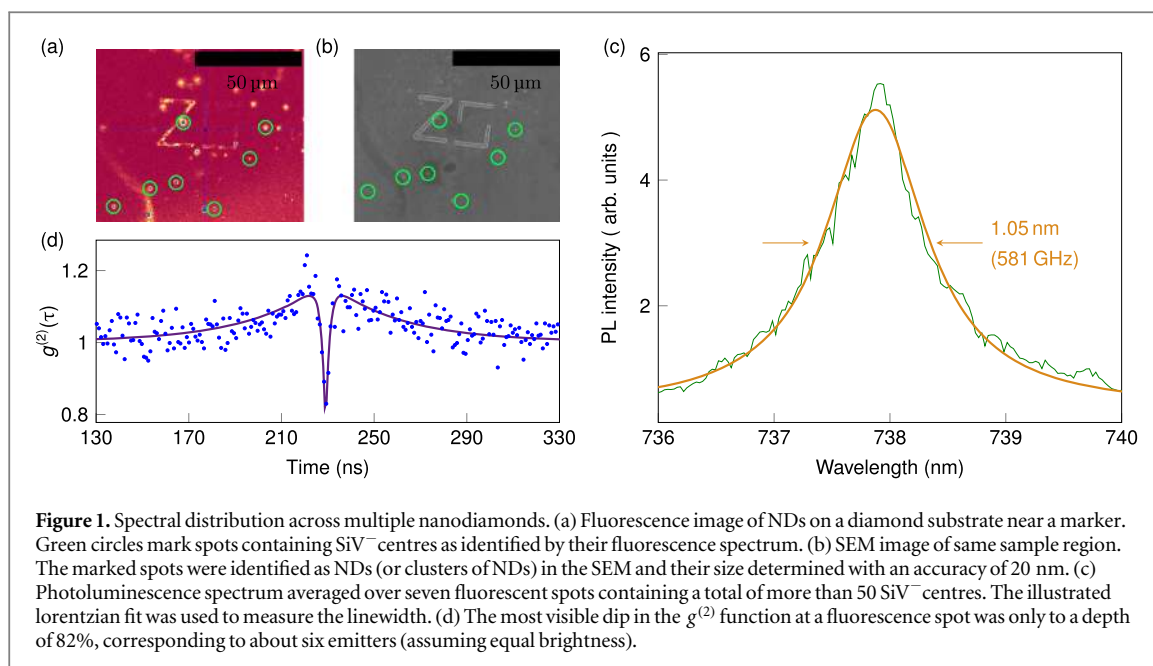 (a)
50 µm
(b)
50 µm
(c)
6
4
2
PL intensity ( arb. units)
1.05 nm
(581 GHz)
736 737 738 739 740
Wavelength (nm)
(d)
1.2
1
0.8
g(2)(τ)
130 170 210 250 290 330
Time (ns)
Figure 1. Spectral distribution across multiple nanodiamonds. (a) Fluorescence image of NDs on a diamond substrate near a marker.
Green circles mark spots containing SiV− centres as identified by their fluorescence spectrum. (b) SEM image of same sample region.
The marked spots were identified as NDs (or clusters of NDs) in the SEM and their size determined with an accuracy of 20 nm. (c)
Photoluminescence spectrum averaged over seven fluorescent spots containing a total of more than 50 SiV− centres. The illustrated
lorentzian fit was used to measure the linewidth. (d) The most visible dip in the g(2) function at a fluorescence spot was only to a depth
of 82%, corresponding to about six emitters (assuming equal brightness).